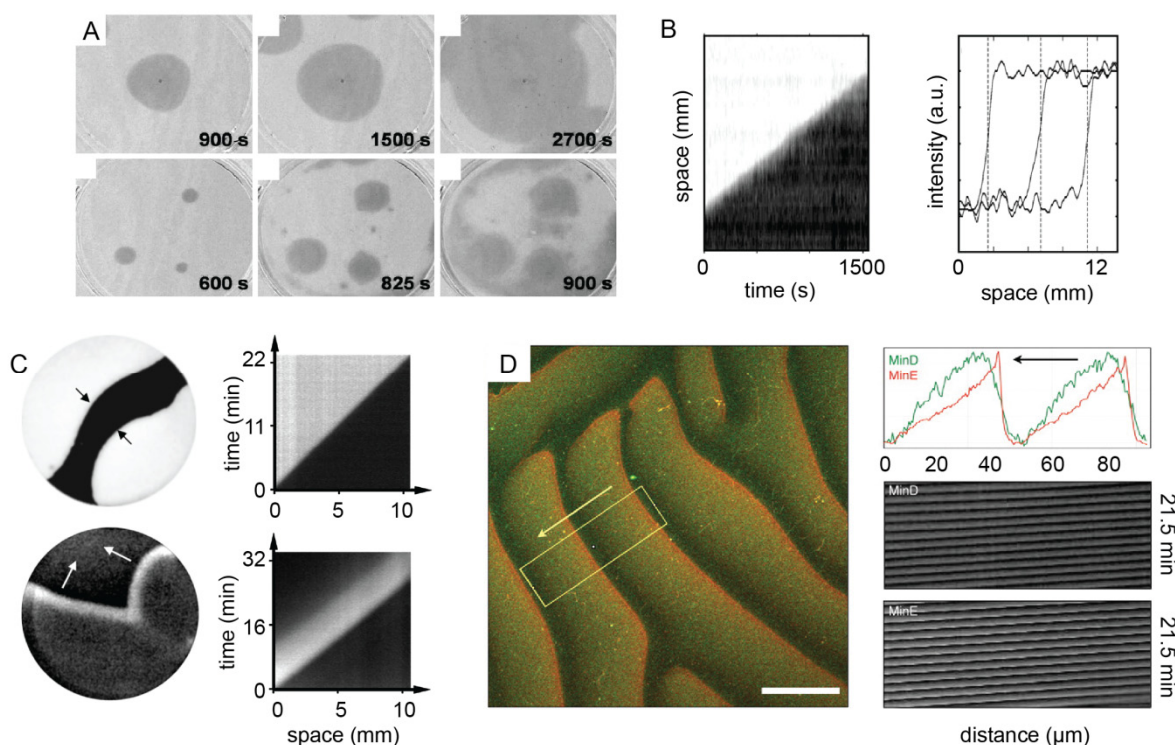 A
900 s
1500 s
2700 s
600 s
825 s
900 s
B
space (mm)
0
1500
time (s)
intensity (a.u.)
0
12
space (mm)
C
time (min)
22
11
0
0
5
10
time (min)
32
16
0
0
5
10
space (mm)
D
MinD
MinE
0
20
40
60
80
MinD
21.5 min
MinE
21.5 min
distance (µm)